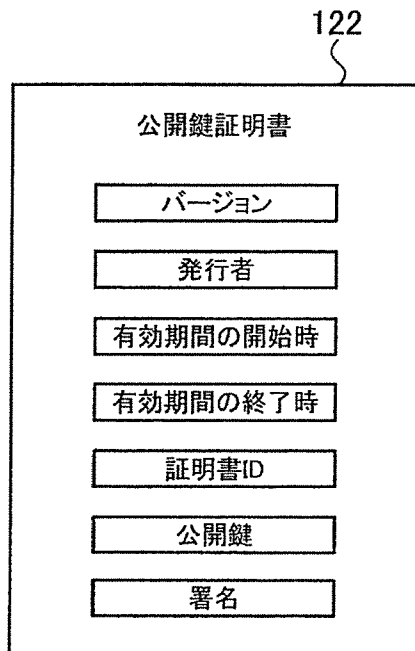 122
公開鍵証明書
バージョン
発行者
有効期間の開始時
有効期間の終了時
証明書ID
公開鍵
署名